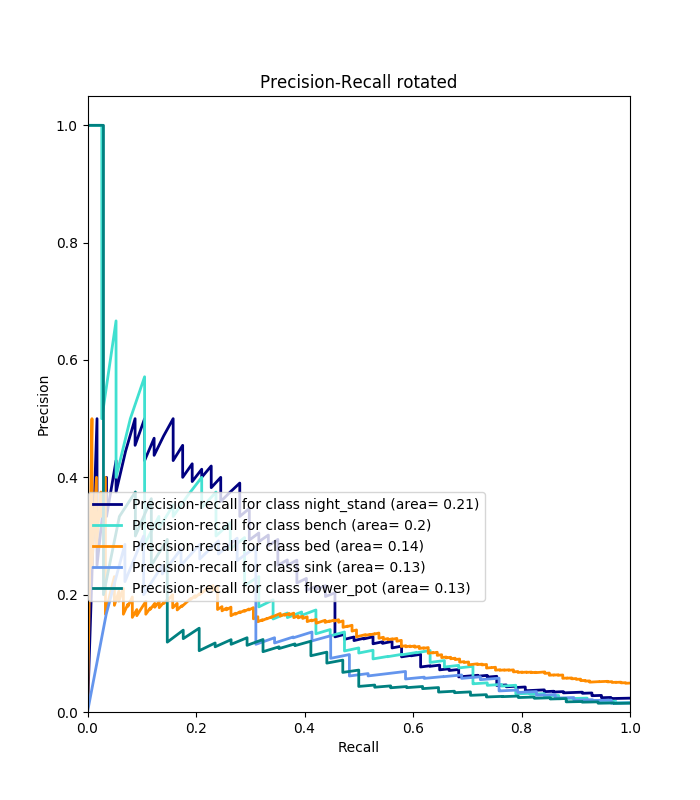 Precision-Recall rotated
1.0
0.8
0.6
0.4
0.2
0.0
Precision
Precision-recall for class night_stand (area= 0.21)
Precision-recall for class bench (area= 0.2)
Precision-recall for class bed (area= 0.14)
Precision-recall for class sink (area= 0.13)
Precision-recall for class flower_pot (area= 0.13)
0.0 0.2 0.4 0.6 0.8 1.0
Recall